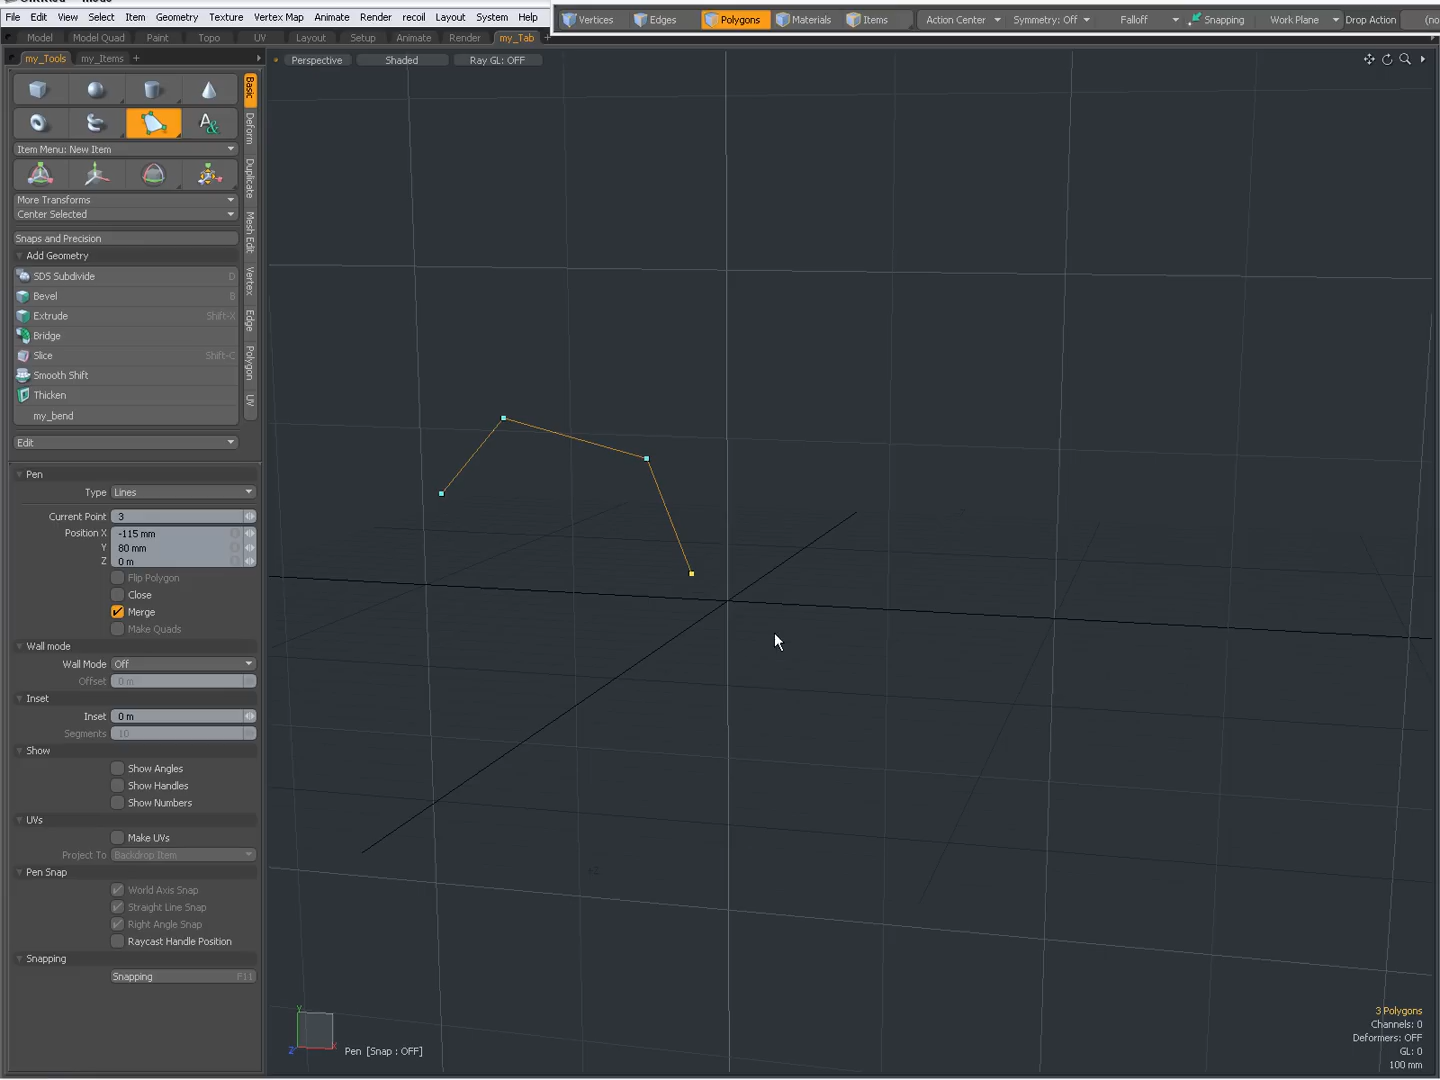 File Edit View Select Item Geometry Texture Vertex Map Animate Render recoil Layout System Help
Vertices Edges Polygons Materials Items Action Center Symmetry: Off Falloff Snapping Work Plane Drop Action (no
Model Model Quad Paint Topo UV Layout Setup Animate Render my_Tab +
my_Tools my_Items +
Perspective Shaded Ray GL: OFF
Basic
Deform
Duplicate
Mesh Edit
Vertex
Edge
Polygon
UV
Item Menu: New Item
More Transforms
Center Selected
Snaps and Precision
Add Geometry
SDS Subdivide D
Bevel B
Extrude Shift-X
Bridge
Slice Shift-C
Smooth Shift
Thicken
my_bend
Edit
Pen
Type Lines
Current Point 3
Position X -115 mm
Y 80 mm
Z 0 m
Flip Polygon
Close
Merge
Make Quads
Wall mode
Wall Mode Off
Offset 0 m
Inset
Inset 0 m
Segments 10
Show
Show Angles
Show Handles
Show Numbers
UVs
Make UVs
Project To Backdrop Item
Pen Snap
World Axis Snap
Straight Line Snap
Right Angle Snap
Raycast Handle Position
Snapping
Snapping F11
Y
Z
Pen [Snap : OFF]
3 Polygons
Channels: 0
Deformers: OFF
GL: 0
100 mm